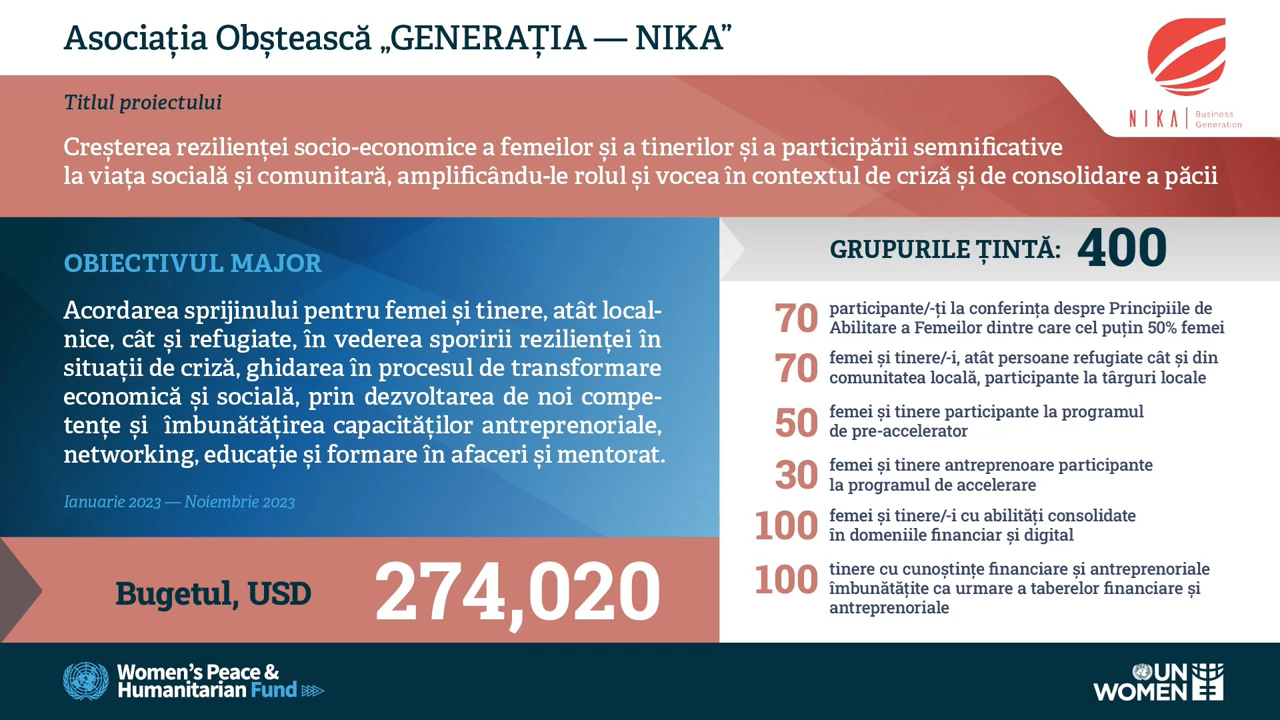 Asociația Obștească „GENERAȚIA — NIKA”
NIKA | Business
Generation
Titlul proiectului
Creșterea rezilienței socio-economice a femeilor și a tinerilor și a participării semnificative
la viața socială și comunitară, amplificându-le rolul și vocea în contextul de criză și de consolidare a păcii
OBIECTIVUL MAJOR
Acordarea sprijinului pentru femei și tinere, atât local-
nice, cât și refugiate, în vederea sporirii rezilienței în
situații de criză, ghidarea în procesul de transformare
economică și socială, prin dezvoltarea de noi compe-
tențe și îmbunătățirea capacităților antreprenoriale,
networking, educație și formare în afaceri și mentorat.
Ianuarie 2023 — Noiembrie 2023
Bugetul, USD 274,020
GRUPURILE ȚINTĂ: 400
70 participante/-ți la conferința despre Principiile de
Abilitare a Femeilor dintre care cel puțin 50% femei
70 femei și tinere/-i, atât persoane refugiate cât și din
comunitatea locală, participante la târguri locale
50 femei și tinere participante la programul
de pre-accelerator
30 femei și tinere antreprenoare participante
la programul de accelerare
100 femei și tinere/-i cu abilități consolidate
în domeniile financiar și digital
100 tinere cu cunoștințe financiare și antreprenoriale
îmbunătățite ca urmare a taberelor financiare și
antreprenoriale
Women's Peace &
Humanitarian Fund
UN
WOMEN